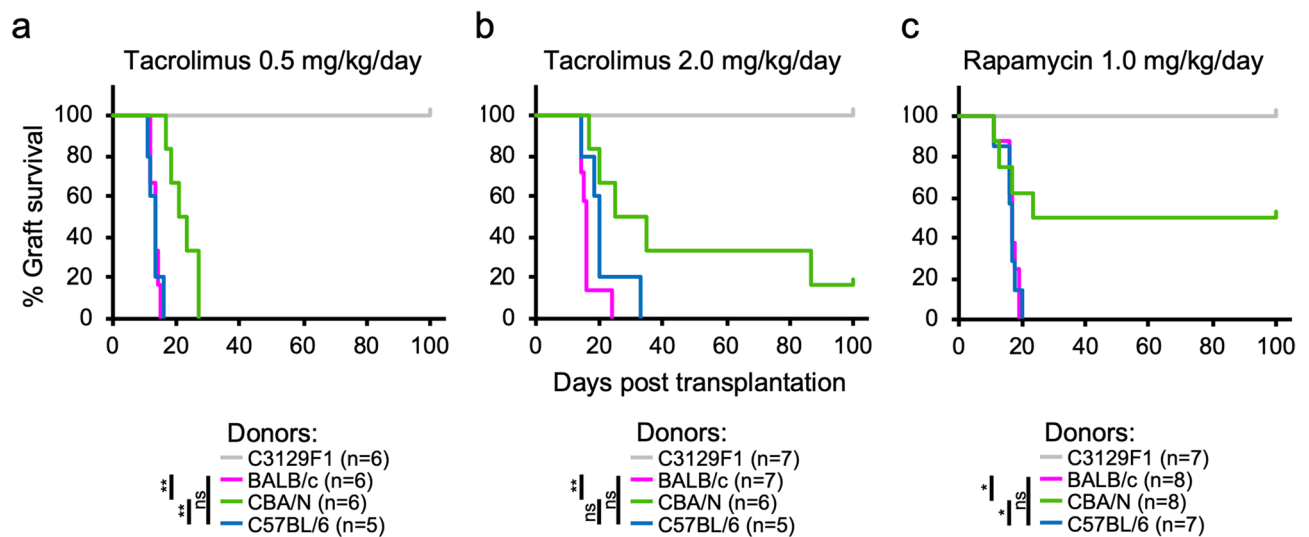 a
Tacrolimus 0.5 mg/kg/day
% Graft survival
100
80
60
40
20
0
0 20 40 60 80 100
Donors:
C3129F1 (n=6)
BALB/c (n=6)
CBA/N (n=6)
C57BL/6 (n=5)
**
**
ns
b
Tacrolimus 2.0 mg/kg/day
100
80
60
40
20
0
0 20 40 60 80 100
Days post transplantation
Donors:
C3129F1 (n=7)
BALB/c (n=7)
CBA/N (n=6)
C57BL/6 (n=5)
**
ns
ns
c
Rapamycin 1.0 mg/kg/day
100
80
60
40
20
0
0 20 40 60 80 100
Donors:
C3129F1 (n=7)
BALB/c (n=8)
CBA/N (n=8)
C57BL/6 (n=7)
*
*
ns